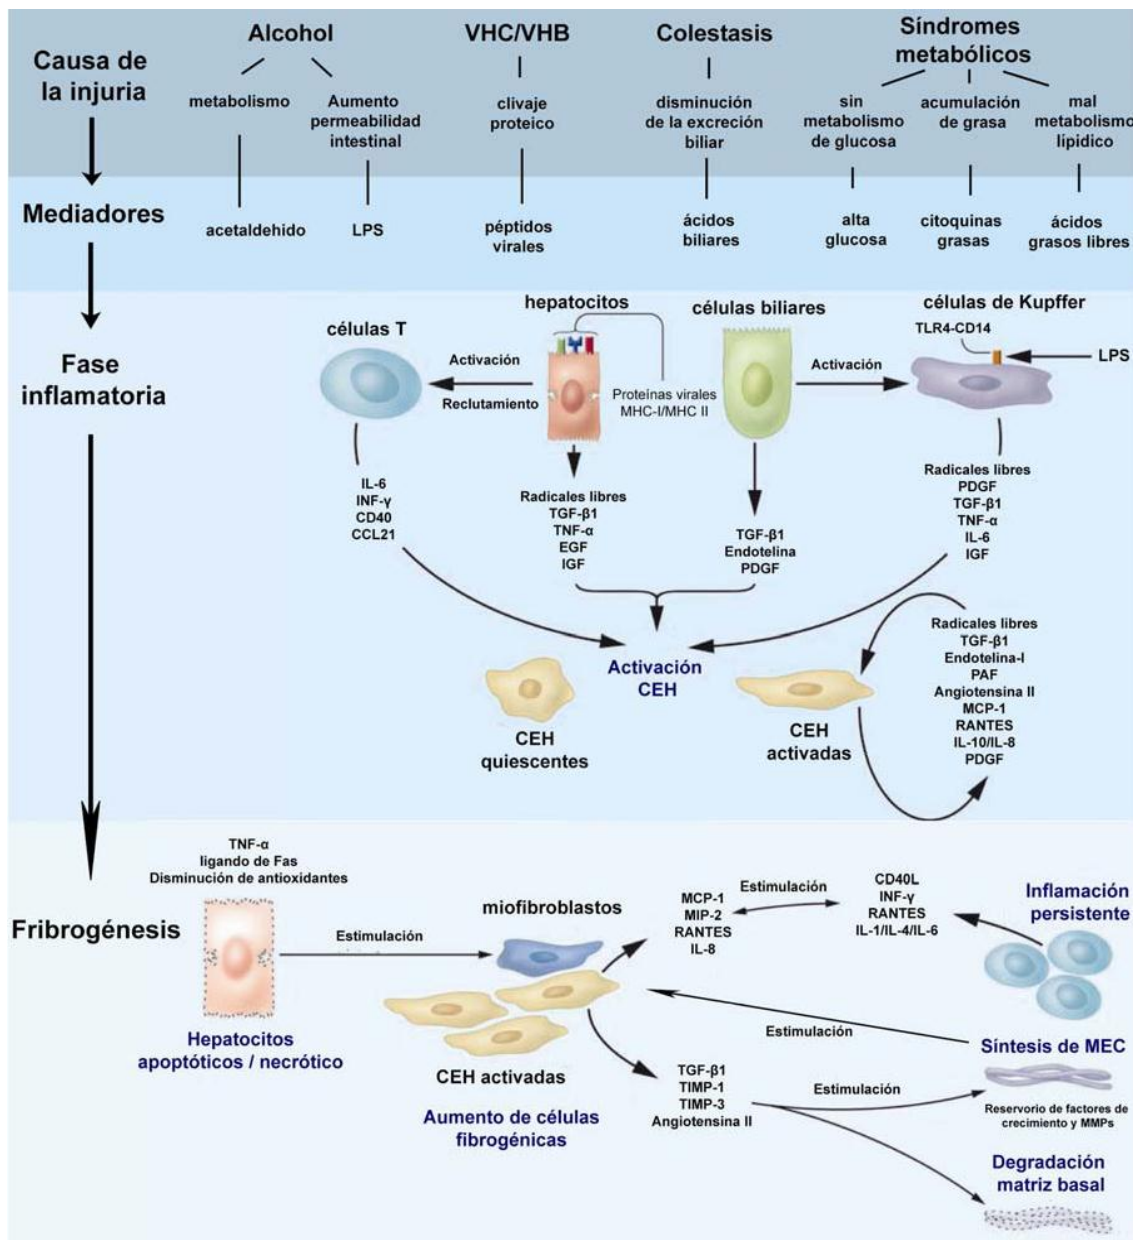 Causa de
la injuria
Alcohol
VHC/VHB
Colestasis
Síndromes
metabólicos
metabolismo
Aumento
permeabilidad
intestinal
clivaje
proteico
disminución
de la excreción
biliar
sin
metabolismo
de glucosa
acumulación
de grasa
mal
metabolismo
lípidico
Mediadores
acetaldehido
LPS
péptidos
virales
ácidos
biliares
alta
glucosa
citoquinas
grasas
ácidos
grasos libres
Fase
inflamatoria
células T
hepatocitos
células biliares
células de Kupffer
TLR4-CD14
LPS
Activación
Reclutamiento
Proteínas virales
MHC-I/MHC II
Activación
IL-6
INF-γ
CD40
CCL21
Radicales libres
TGF-β1
TNF-α
EGF
IGF
TGF-β1
Endotelina
PDGF
Radicales libres
PDGF
TGF-β1
TNF-α
IL-6
IGF
Activación
CEH
CEH
quiescentes
CEH
activadas
Radicales libres
TGF-β1
Endotelina-I
PAF
Angiotensina II
MCP-1
RANTES
IL-10/IL-8
PDGF
Fribrogénesis
TNF-α
ligando de Fas
Disminución de antioxidantes
Estimulación
Hepatocitos
apoptóticos / necrótico
miofibroblastos
CEH activadas
Aumento de células
fibrogénicas
MCP-1
MIP-2
RANTES
IL-8
Estimulación
CD40L
INF-γ
RANTES
IL-1/IL-4/IL-6
Inflamación
persistente
Estimulación
Síntesis de MEC
TGF-β1
TIMP-1
TIMP-3
Angiotensina II
Estimulación
Reservorio de factores de
crecimiento y MMPs
Degradación
matriz basal